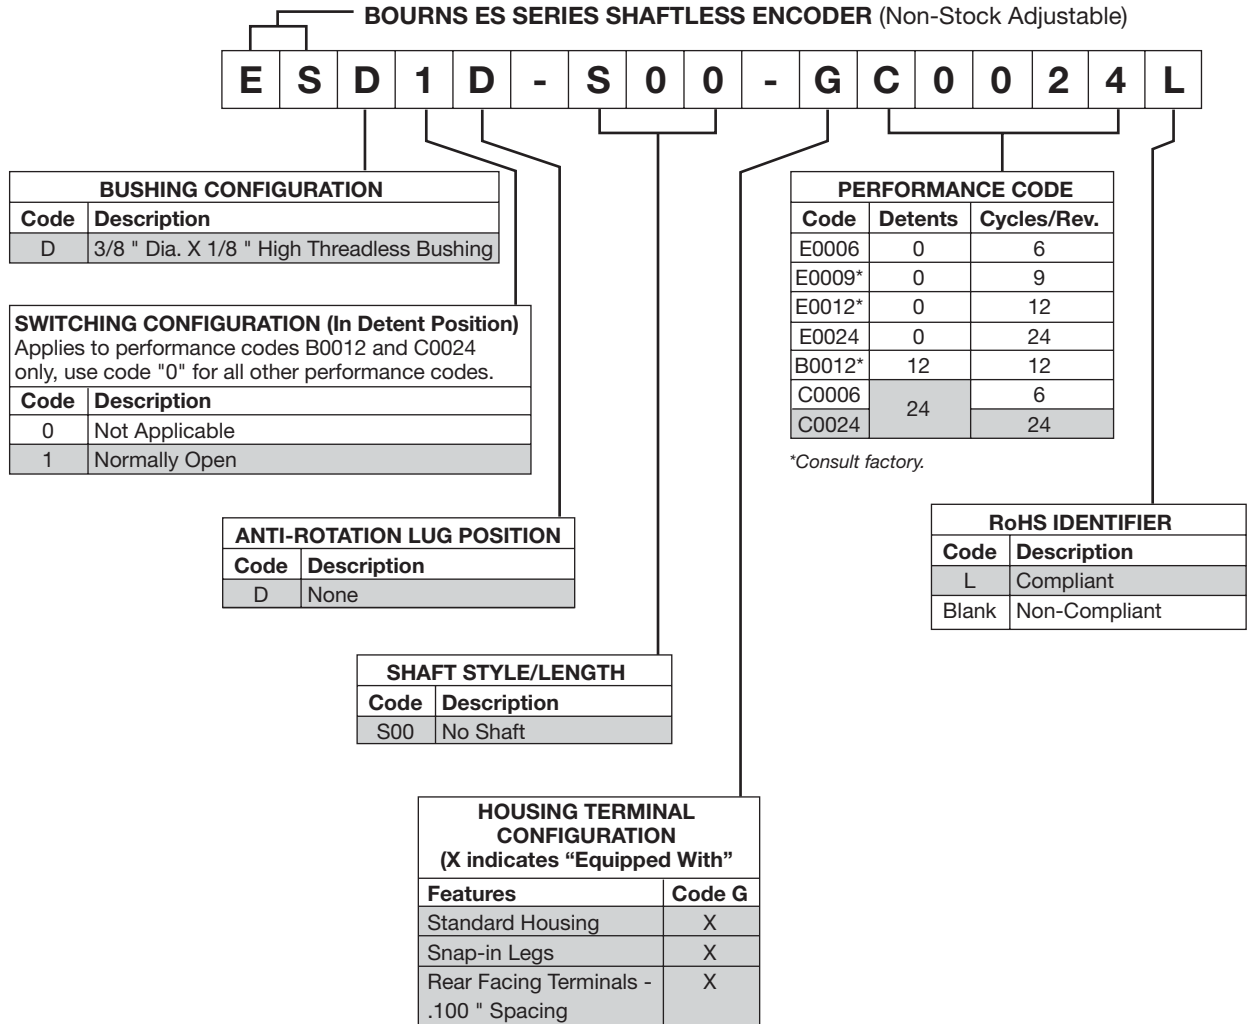 BOURNS ES SERIES SHAFTLESS ENCODER (Non-Stock Adjustable)
E S D 1 D - S 0 0 - G C 0 0 2 4 L
BUSHING CONFIGURATION
Code Description
D 3/8 " Dia. X 1/8 " High Threadless Bushing
SWITCHING CONFIGURATION (In Detent Position)
Applies to performance codes B0012 and C0024
only, use code "0" for all other performance codes.
Code Description
0 Not Applicable
1 Normally Open
ANTI-ROTATION LUG POSITION
Code Description
D None
SHAFT STYLE/LENGTH
Code Description
S00 No Shaft
HOUSING TERMINAL
CONFIGURATION
(X indicates “Equipped With”
Features Code G
Standard Housing X
Snap-in Legs X
Rear Facing Terminals - X
.100 " Spacing
PERFORMANCE CODE
Code Detents Cycles/Rev.
E0006 0 6
E0009* 0 9
E0012* 0 12
E0024 0 24
B0012* 12 12
C0006 6
24
C0024 24
*Consult factory.
RoHS IDENTIFIER
Code Description
L Compliant
Blank Non-Compliant